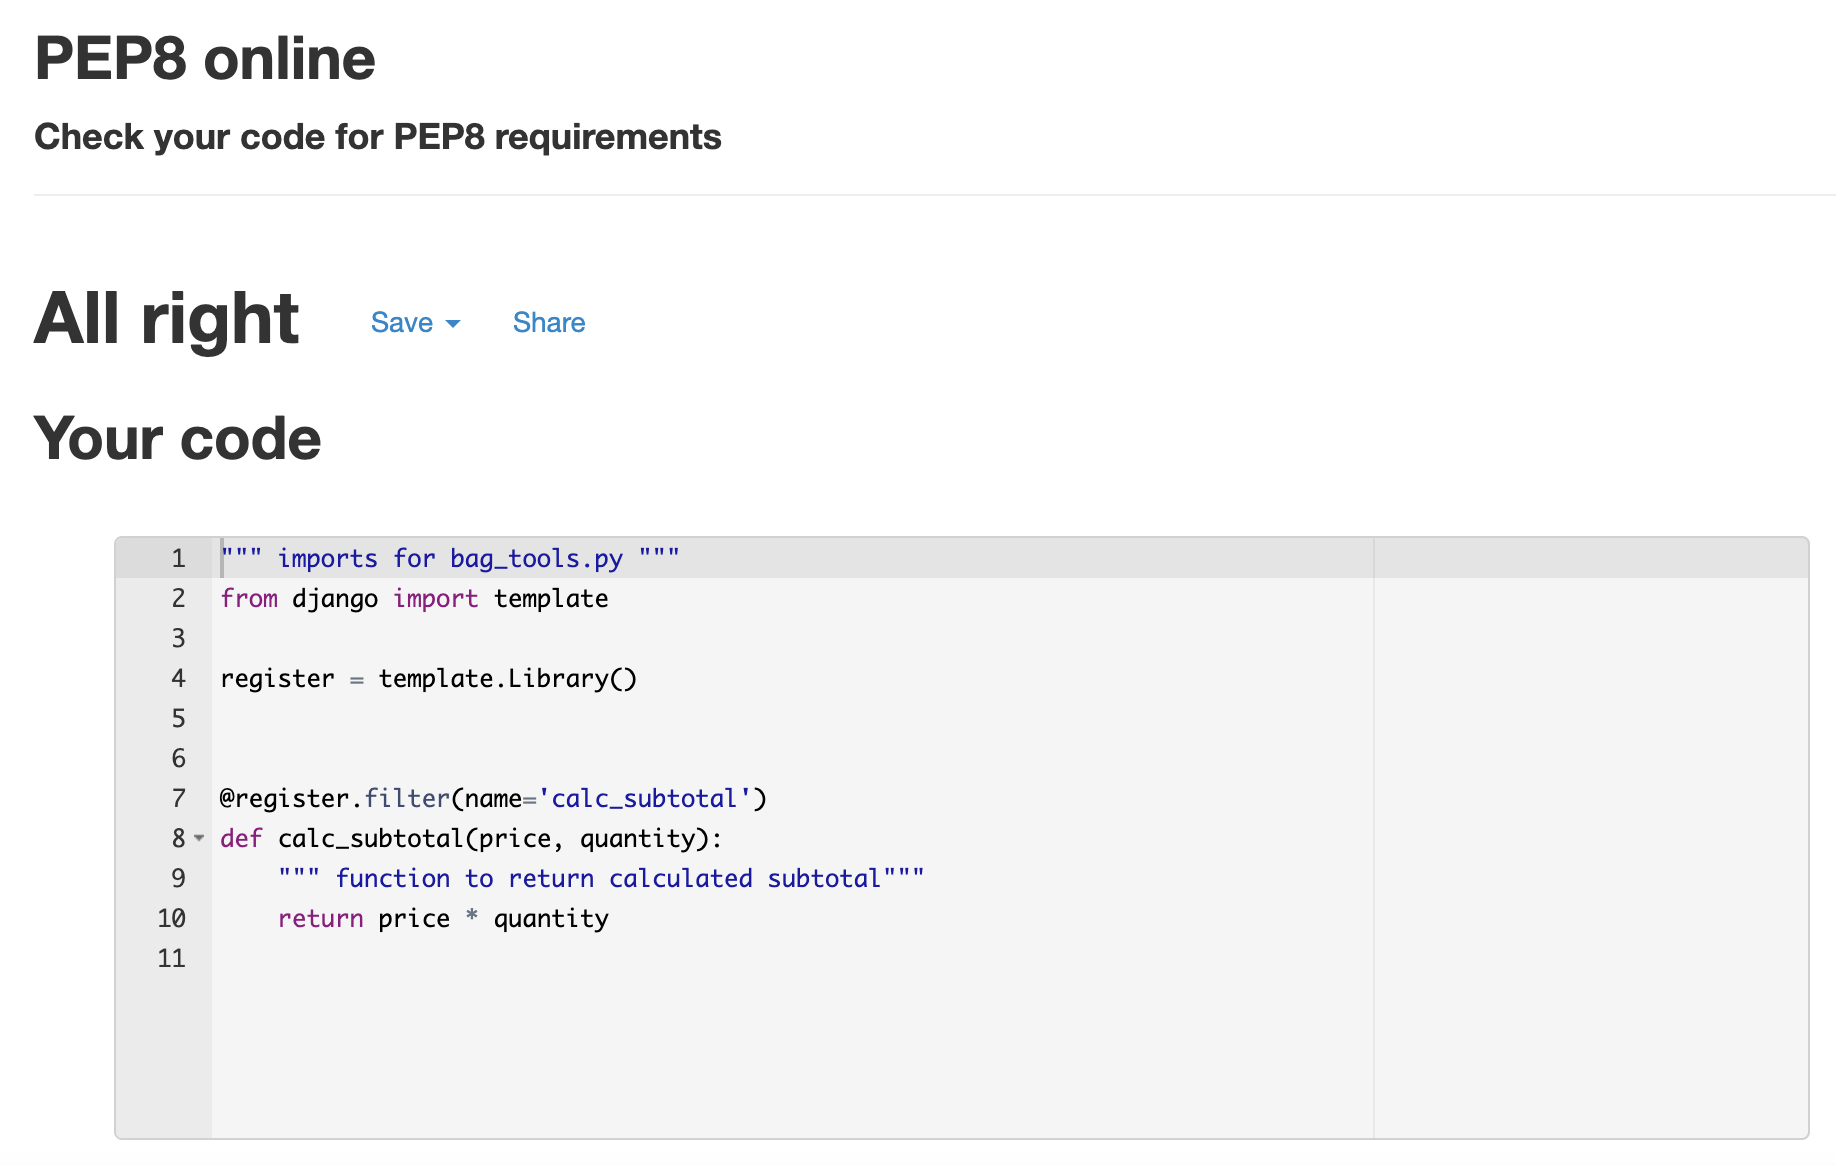 PEP8 online
Check your code for PEP8 requirements
All right Save Share
Your code
1 """ imports for bag_tools.py """
2 from django import template
3
4 register = template.Library()
5
6
7 @register.filter(name='calc_subtotal')
8 def calc_subtotal(price, quantity):
9     """ function to return calculated subtotal"""
10     return price * quantity
11